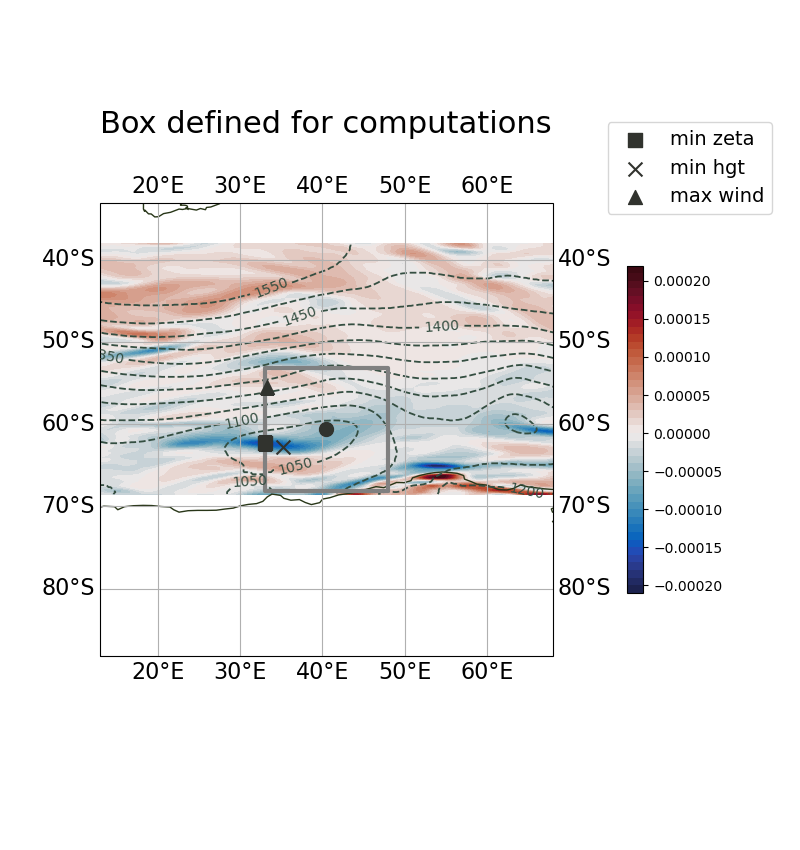 Box defined for computations
min zeta
min hgt
max wind
20°E 30°E 40°E 50°E 60°E
40°S 40°S
50°S 50°S
60°S 60°S
70°S 70°S
80°S 80°S
20°E 30°E 40°E 50°E 60°E
1550
1450
1400
350
1100
1050
1050
1200
0.00020
0.00015
0.00010
0.00005
0.00000
−0.00005
−0.00010
−0.00015
−0.00020